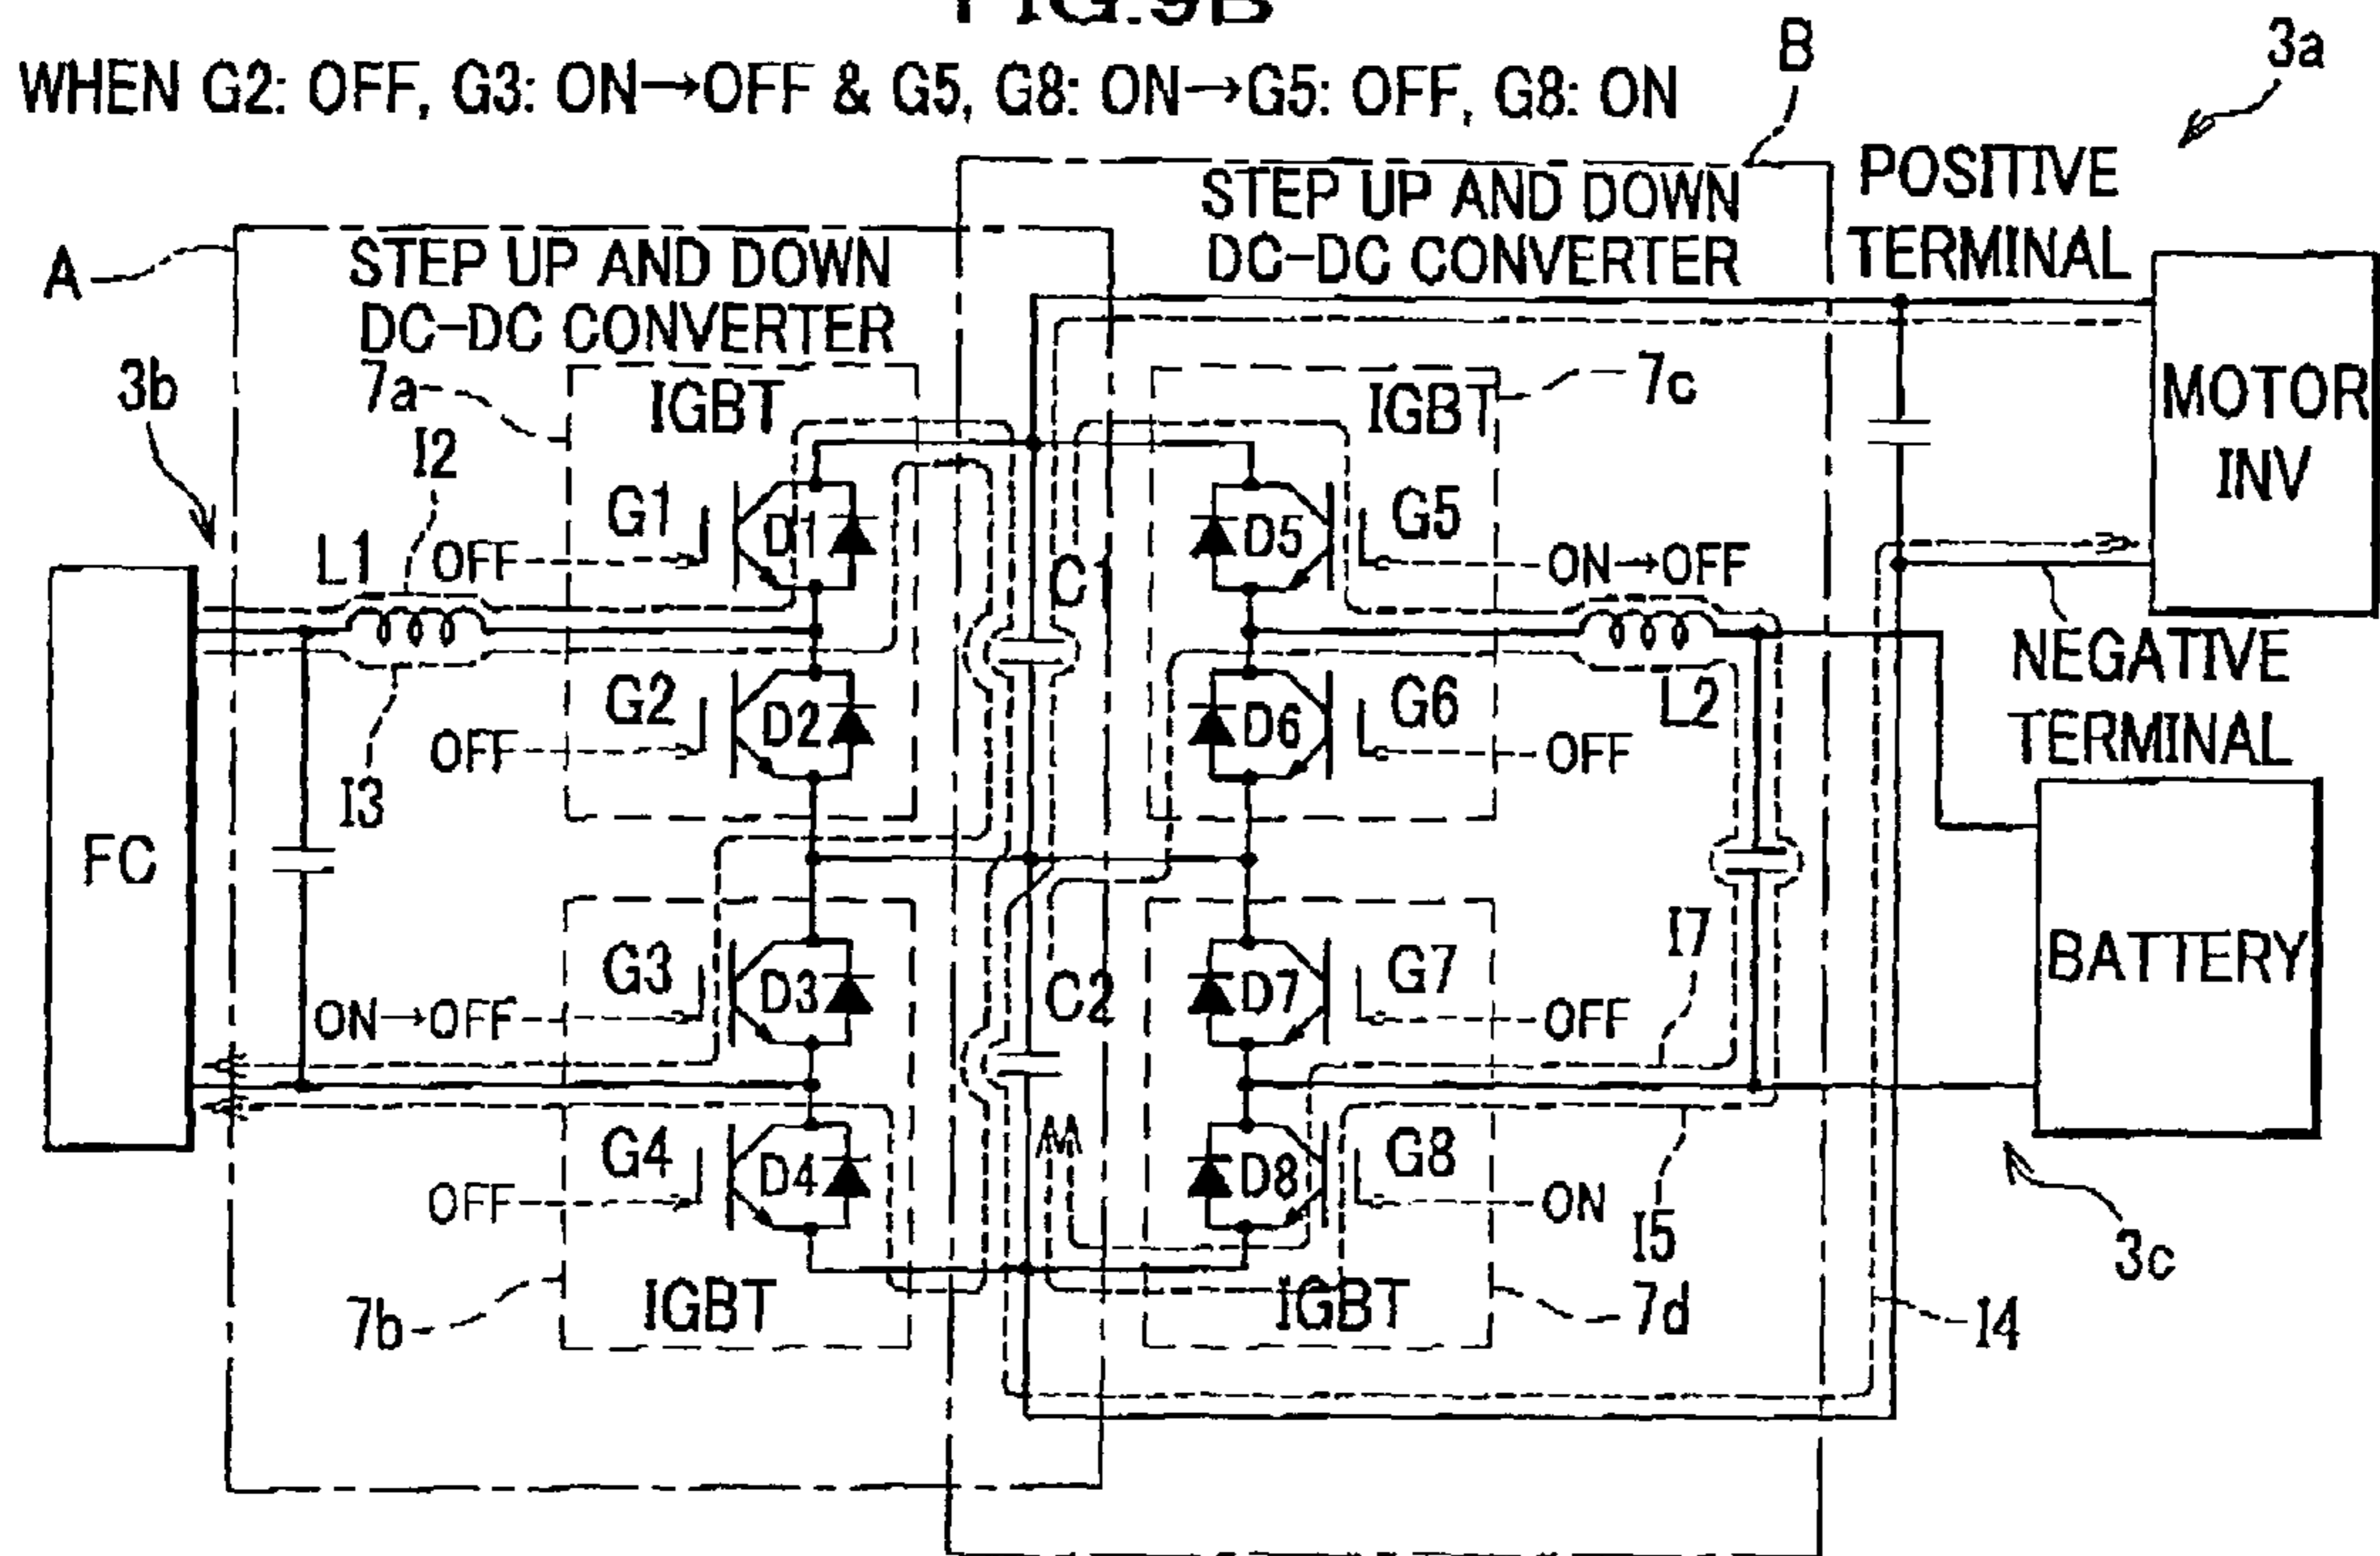 FIG.9B
WHEN G2: OFF, G3: ON→OFF & G5, G8: ON→G5: OFF, G8: ON
B
3a
A
STEP UP AND DOWN
DC-DC CONVERTER
STEP UP AND DOWN
DC-DC CONVERTER
POSITIVE
TERMINAL
3b
7a
IGBT
IGBT
7c
MOTOR
INV
I2
L1
OFF
G1
D1
C1
D5
G5
ON→OFF
I3
OFF
G2
D2
D6
G6
OFF
L2
NEGATIVE
TERMINAL
FC
ON→OFF
G3
D3
C2
D7
G7
OFF
I7
BATTERY
OFF
G4
D4
D8
G8
ON
I5
3c
7b
IGBT
IGBT
7d
I4